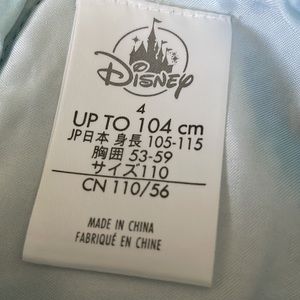 Disney
4
UP TO 104 cm
JP日本 身長 105-115
胸囲 53-59
サイズ110
CN 110/56
MADE IN CHINA
FABRIQUÉ EN CHINE